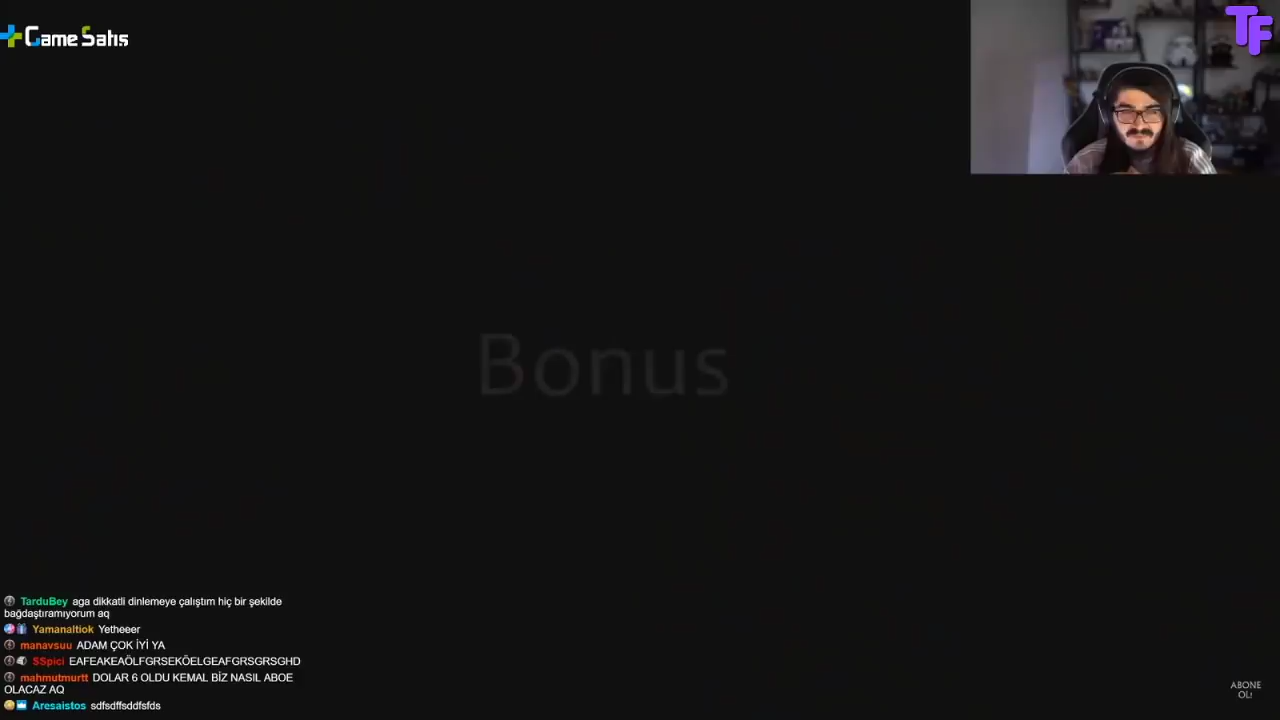 Game Satış
TF
Bonus
TarduBey aga dikkatli dinlemeye çalıştım hiç bir şekilde
bağdaştıramıyorum aq
Yamanaltiok Yetheeer
manavsuu ADAM ÇOK İYİ YA
SSpici EAFEAKEAÖLFGRSEKÖELGEAFGRSGRSGHD
mahmutmurtt DOLAR 6 OLDU KEMAL BİZ NASIL ABOE
OLACAZ AQ
Aresaistos sdfsdffsddfsfds
ABONE
OL!